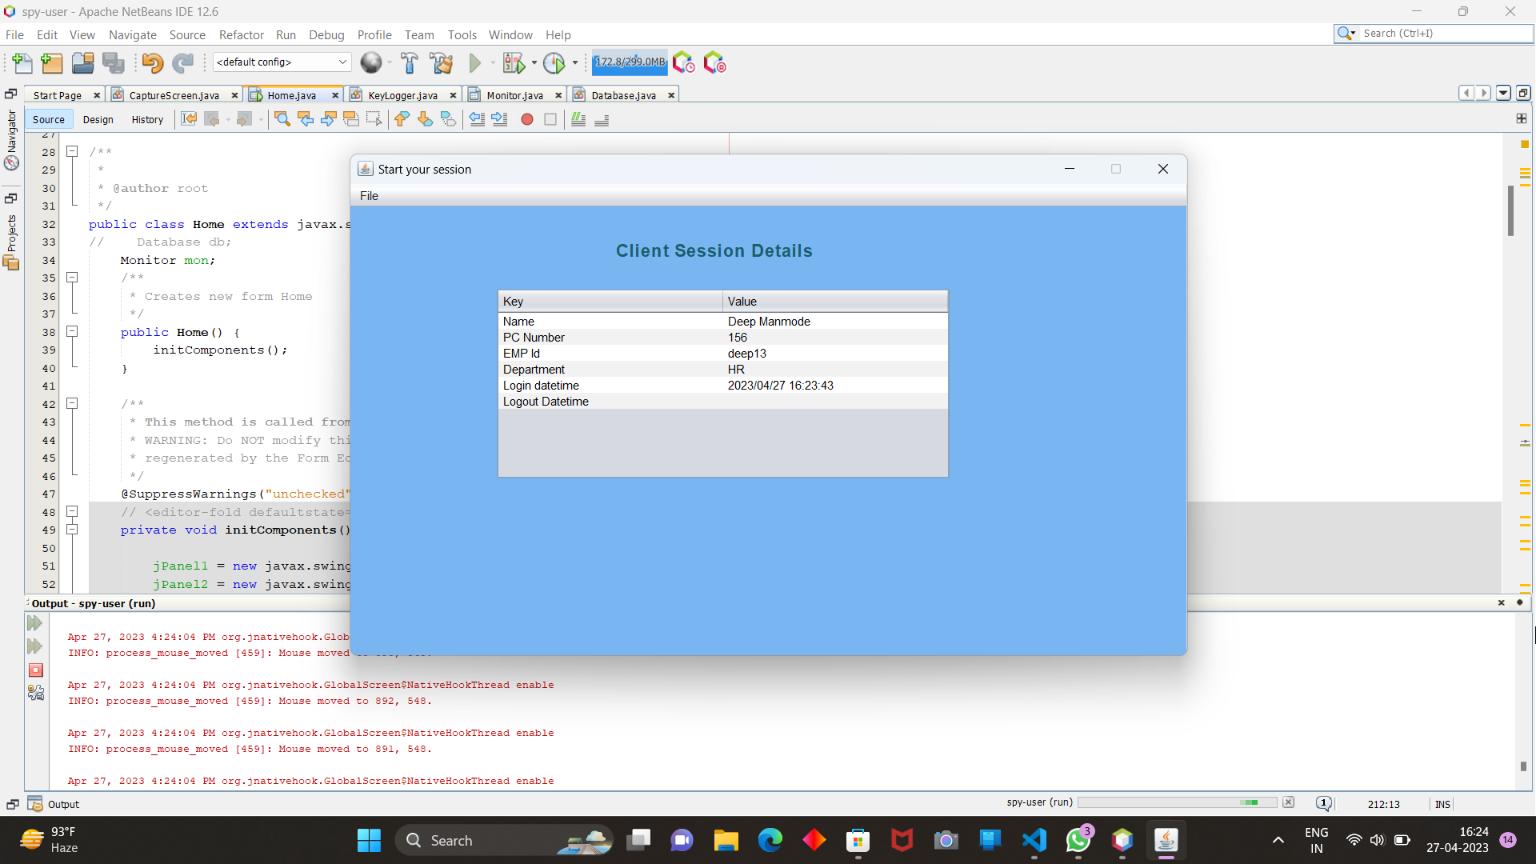 spy-user - Apache NetBeans IDE 12.6
File Edit View Navigate Source Refactor Run Debug Profile Team Tools Window Help
Search (Ctrl+I)
<default config>
172.8/299.0MB
Start Page CaptureScreen.java Home.java KeyLogger.java Monitor.java Database.java
Source Design History
Navigator
Projects
27
28 /**
29 *
30 * @author root
31 */
32 public class Home extends javax.s
33 // Database db;
34 Monitor mon;
35 /**
36 * Creates new form Home
37 */
38 public Home() {
39 initComponents();
40 }
41
42 /**
43 * This method is called from
44 * WARNING: Do NOT modify thi
45 * regenerated by the Form Ed
46 */
47 @SuppressWarnings("unchecked"
48 // <editor-fold defaultstate=
49 private void initComponents()
50
51 jPanel1 = new javax.swing
52 jPanel2 = new javax.swing
Start your session
File
Client Session Details
Key Value
Name Deep Manmode
PC Number 156
EMP Id deep13
Department HR
Login datetime 2023/04/27 16:23:43
Logout Datetime
Output - spy-user (run)
Apr 27, 2023 4:24:04 PM org.jnativehook.Glob
INFO: process_mouse_moved [459]: Mouse moved
Apr 27, 2023 4:24:04 PM org.jnativehook.GlobalScreen$NativeHookThread enable
INFO: process_mouse_moved [459]: Mouse moved to 892, 548.
Apr 27, 2023 4:24:04 PM org.jnativehook.GlobalScreen$NativeHookThread enable
INFO: process_mouse_moved [459]: Mouse moved to 891, 548.
Apr 27, 2023 4:24:04 PM org.jnativehook.GlobalScreen$NativeHookThread enable
Output
spy-user (run)
1
212:13 INS
93°F
Haze
Search
3
ENG
IN
16:24
27-04-2023
14